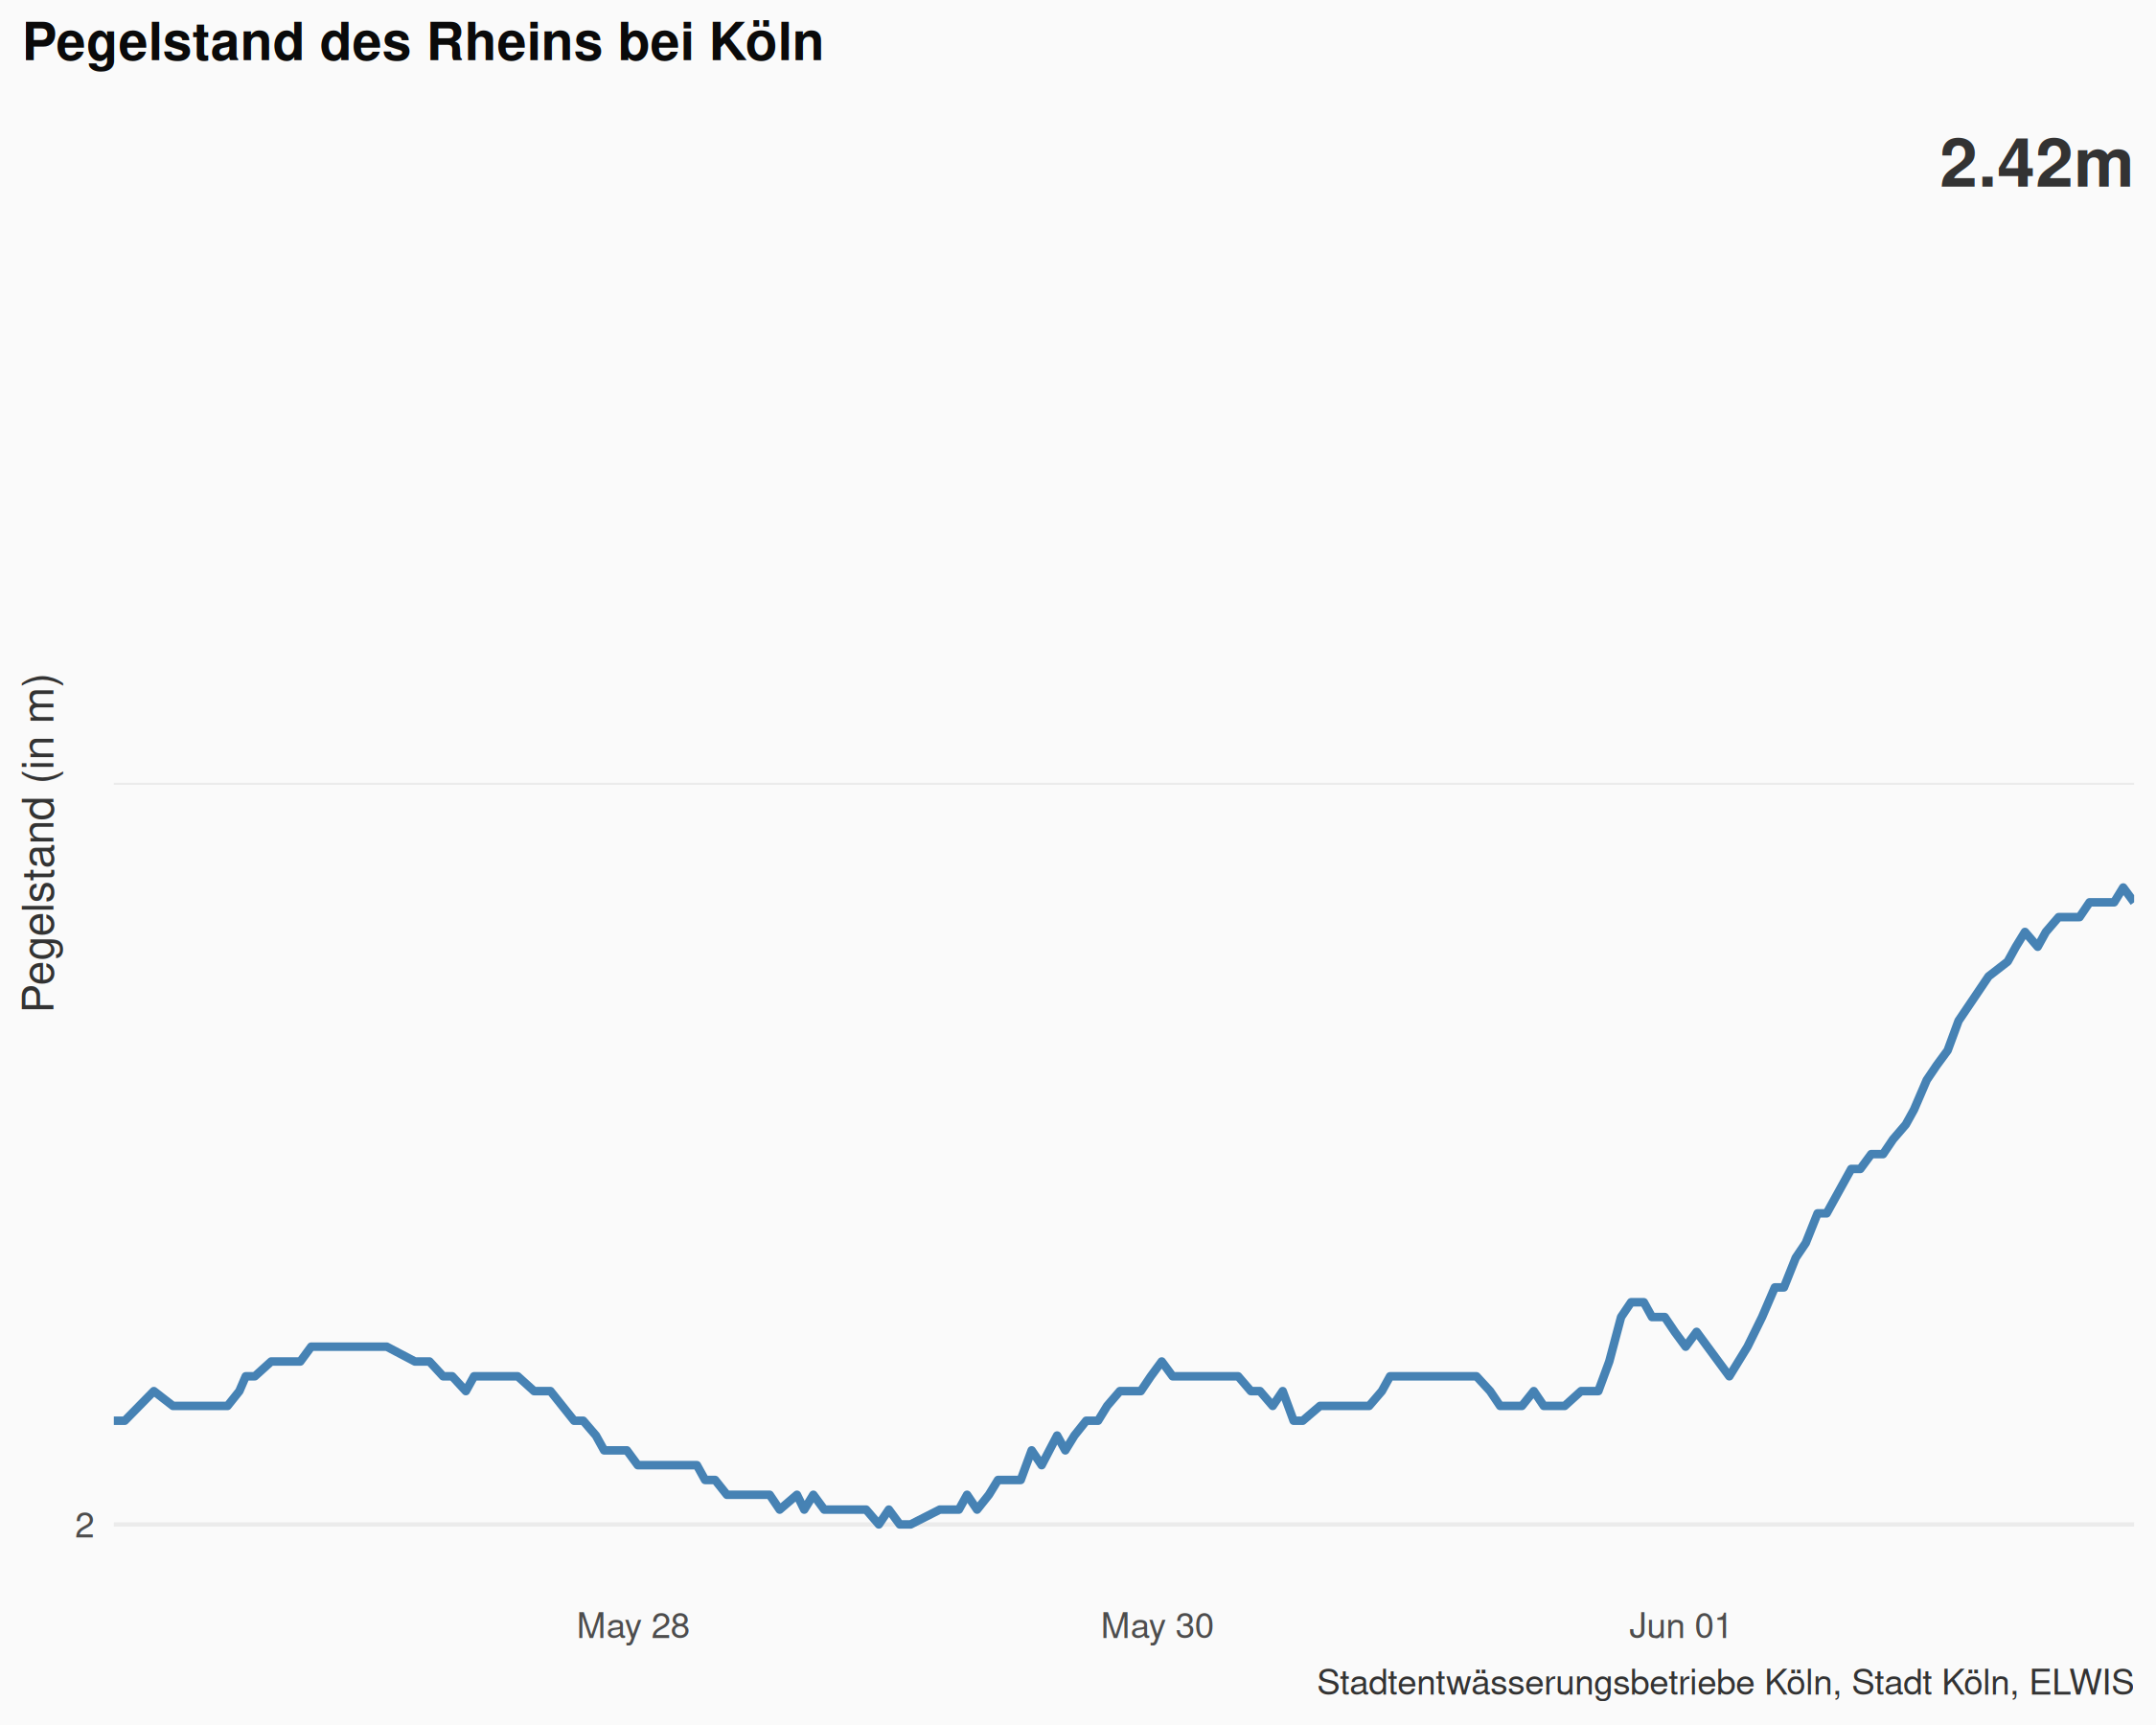 Pegelstand des Rheins bei Köln
2.42m
Pegelstand (in m)
2
May 28
May 30
Jun 01
Stadtentwässerungsbetriebe Köln, Stadt Köln, ELWIS